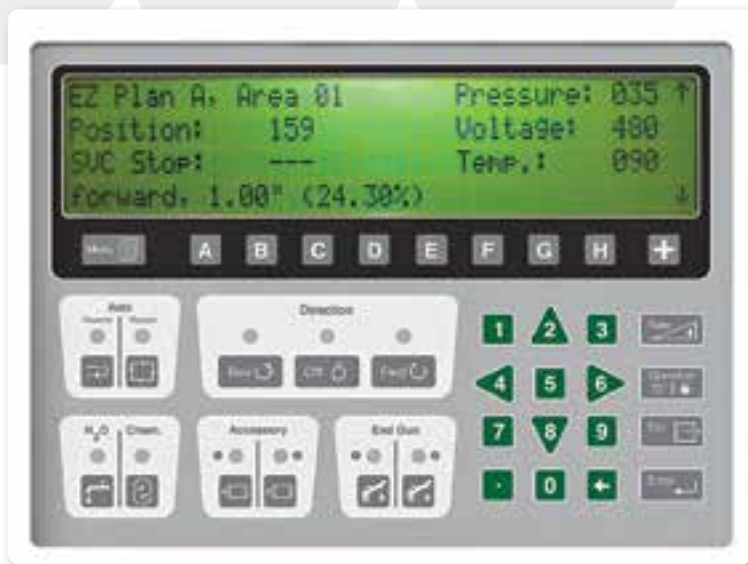 EZ Plan A, Area 01 Pressure: 035 ↑
Position: 159 Voltage: 480
SVC Stop: --- Temp.: 090
forward, 1.00" (24.30%) ↓
Menu A B C D E F G H +
Auto
Reverse
Direction
1 2 3
Rev Off Fwd
4 5 6
H₂O Chem. Accessory End Gun
7 8 9
. 0